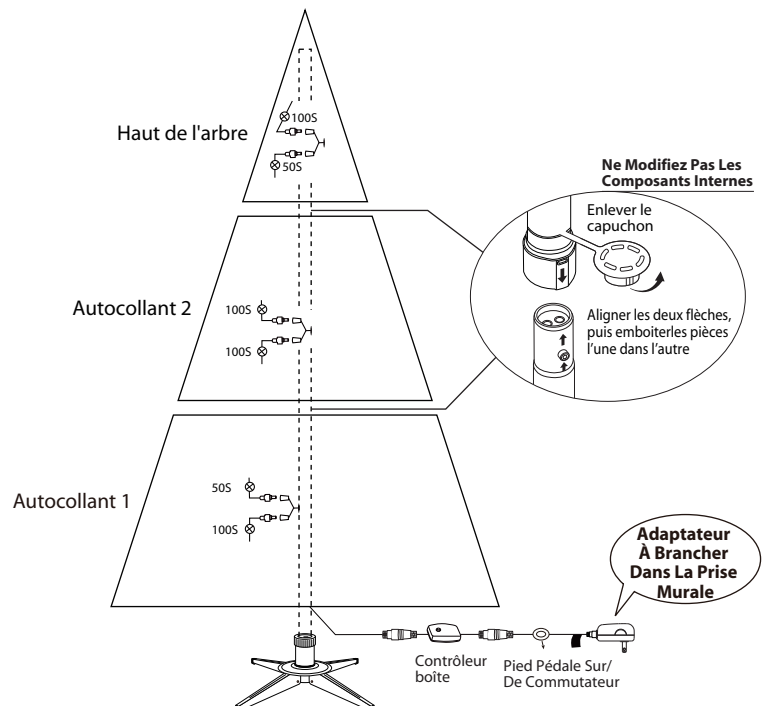 Haut de l'arbre
100S
50S
Ne Modifiez Pas Les
Composants Internes
Enlever le
capuchon
Aligner les deux flèches,
puis emboiterles pièces
l'une dans l'autre
Autocollant 2
100S
100S
Autocollant 1
50S
100S
Adaptateur
À Brancher
Dans La Prise
Murale
Contrôleur
boîte
Pied Pédale Sur/
De Commutateur